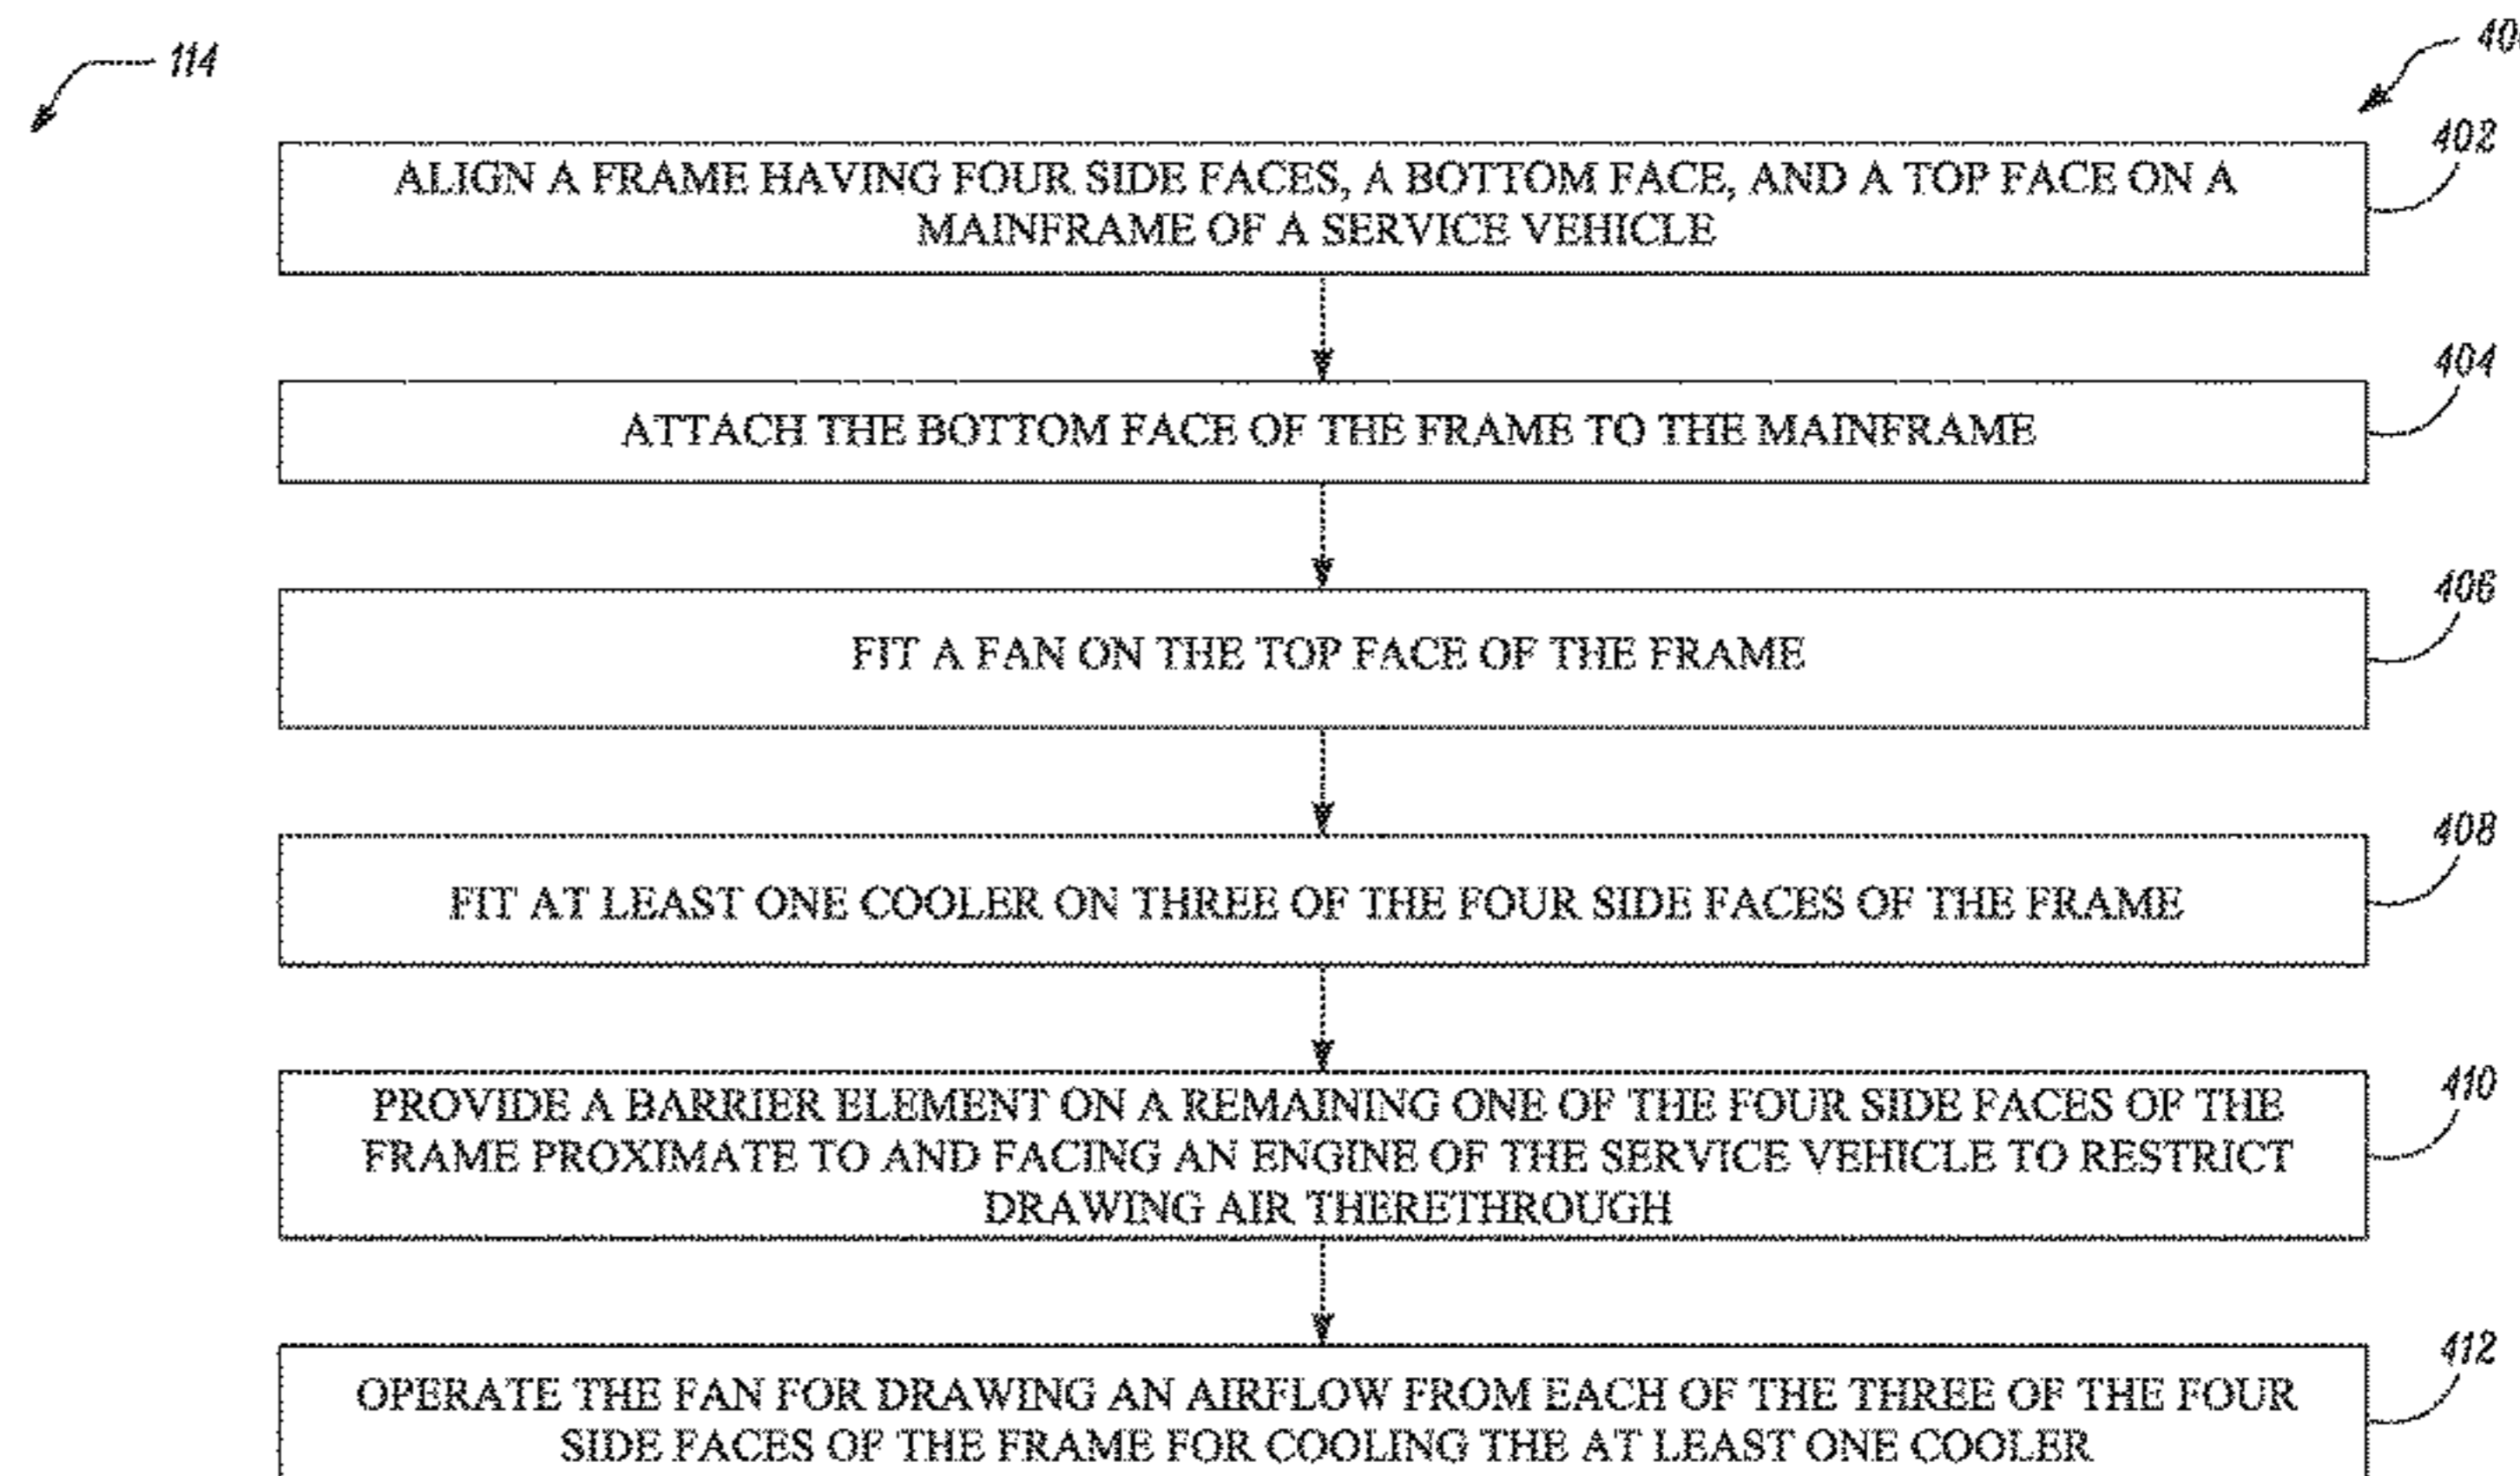 114
402
ALIGN A FRAME HAVING FOUR SIDE FACES, A BOTTOM FACE, AND A TOP FACE ON A
MAINFRAME OF A SERVICE VEHICLE
404
ATTACH THE BOTTOM FACE OF THE FRAME TO THE MAINFRAME
406
FIT A FAN ON THE TOP FACE OF THE FRAME
408
FIT AT LEAST ONE COOLER ON THREE OF THE FOUR SIDE FACES OF THE FRAME
410
PROVIDE A BARRIER ELEMENT ON A REMAINING ONE OF THE FOUR SIDE FACES OF THE
FRAME PROXIMATE TO AND FACING AN ENGINE OF THE SERVICE VEHICLE TO RESTRICT
DRAWING AIR THERETHROUGH
412
OPERATE THE FAN FOR DRAWING AN AIRFLOW FROM EACH OF THE THREE OF THE FOUR
SIDE FACES OF THE FRAME FOR COOLING THE AT LEAST ONE COOLER